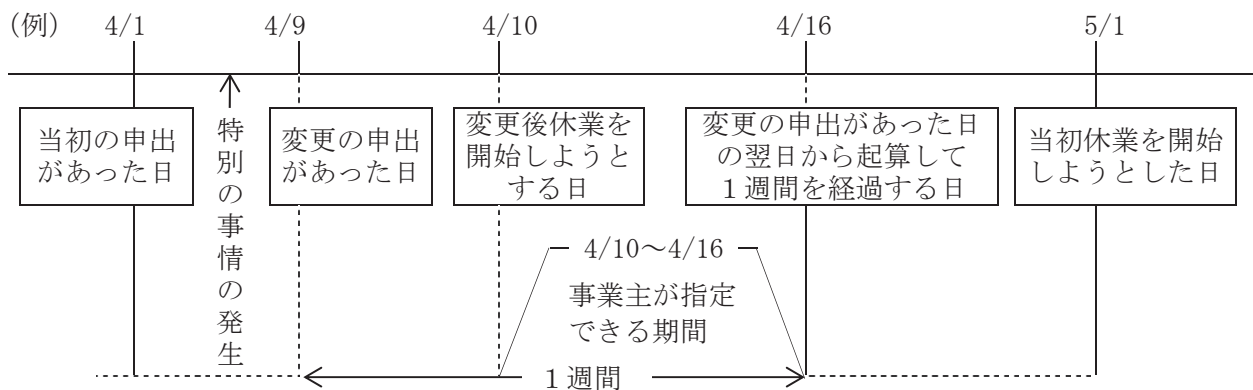 (例) 4/1 4/9 4/10 4/16 5/1
当初の申出
があった日
特別の事情の発生
変更の申出
があった日
変更後休業を
開始しようと
する日
変更の申出があった日
の翌日から起算して
１週間を経過する日
当初休業を開始
しようとした日
4/10～4/16
事業主が指定
できる期間
１週間